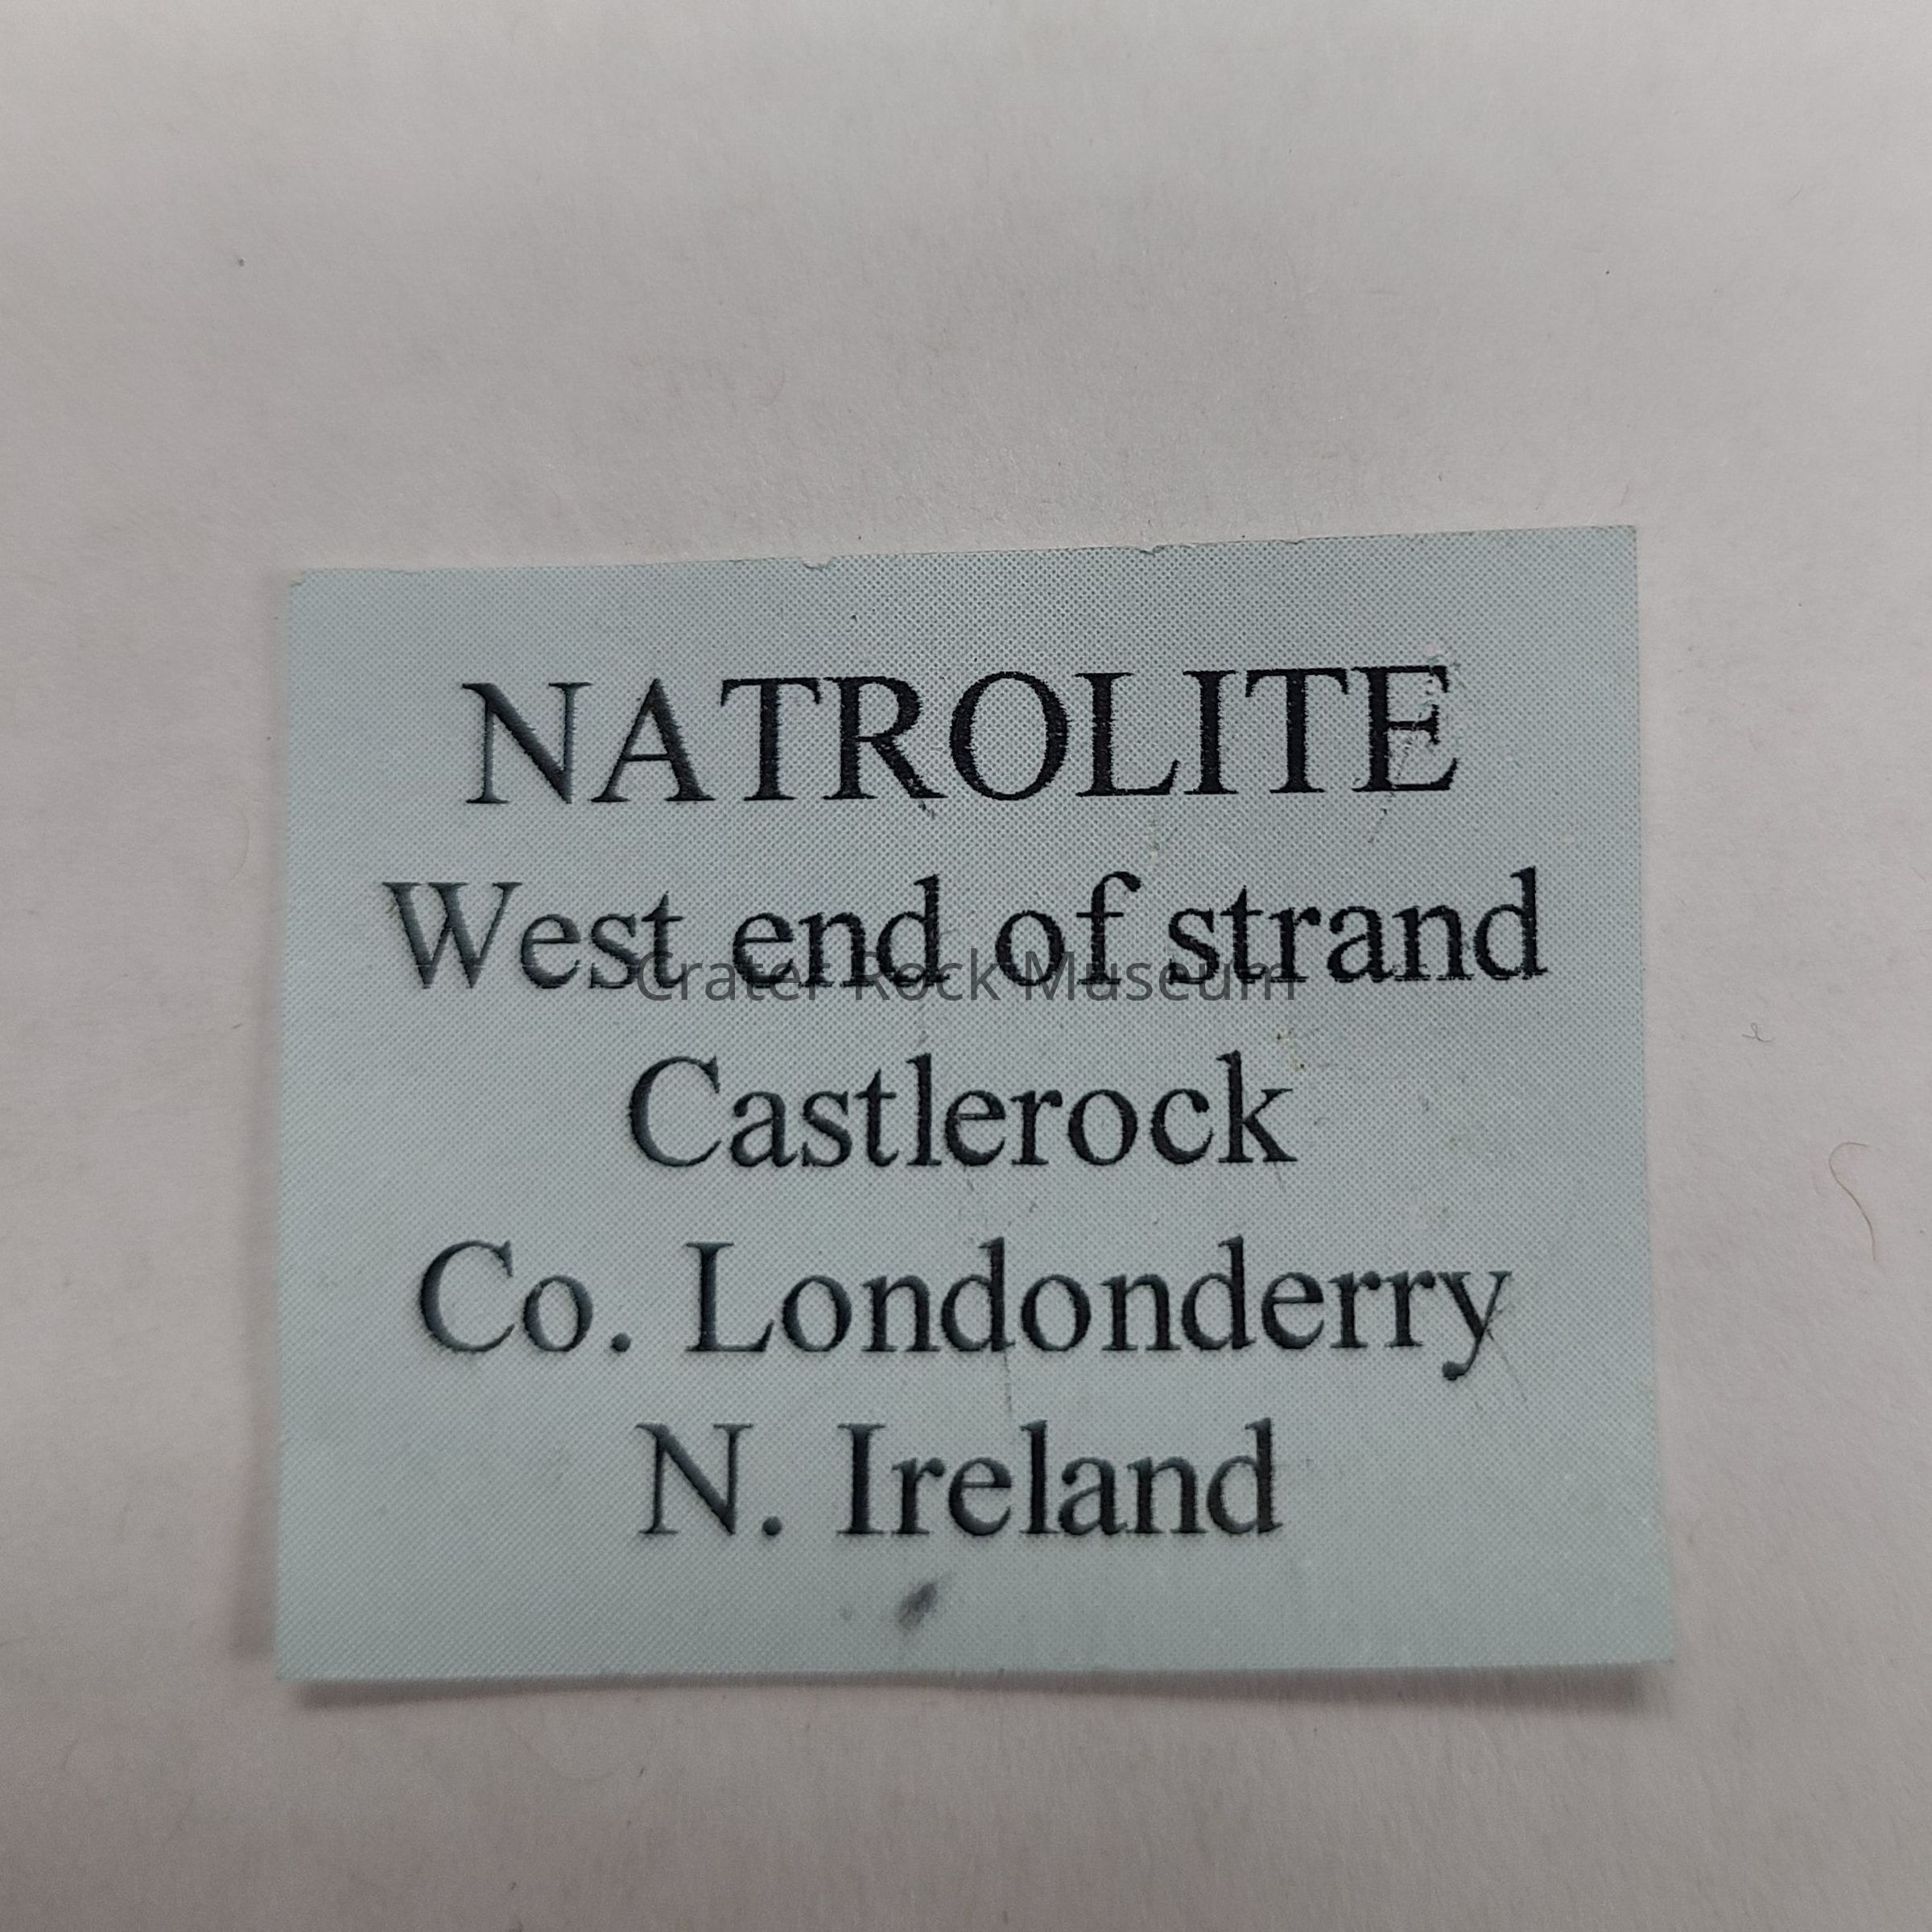 NATROLITE
West end of strand
Crater Rock Museum
Castlerock
Co. Londonderry
N. Ireland